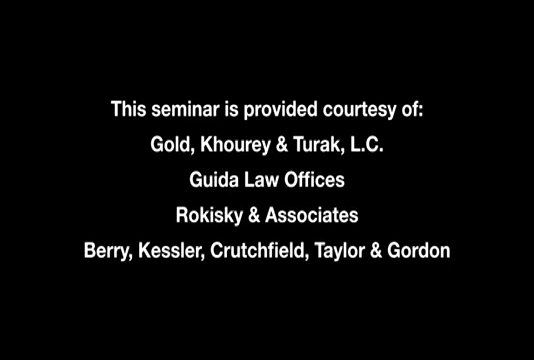 This seminar is provided courtesy of:
Gold, Khourey & Turak, L.C.
Guida Law Offices
Rokisky & Associates
Berry, Kessler, Crutchfield, Taylor & Gordon